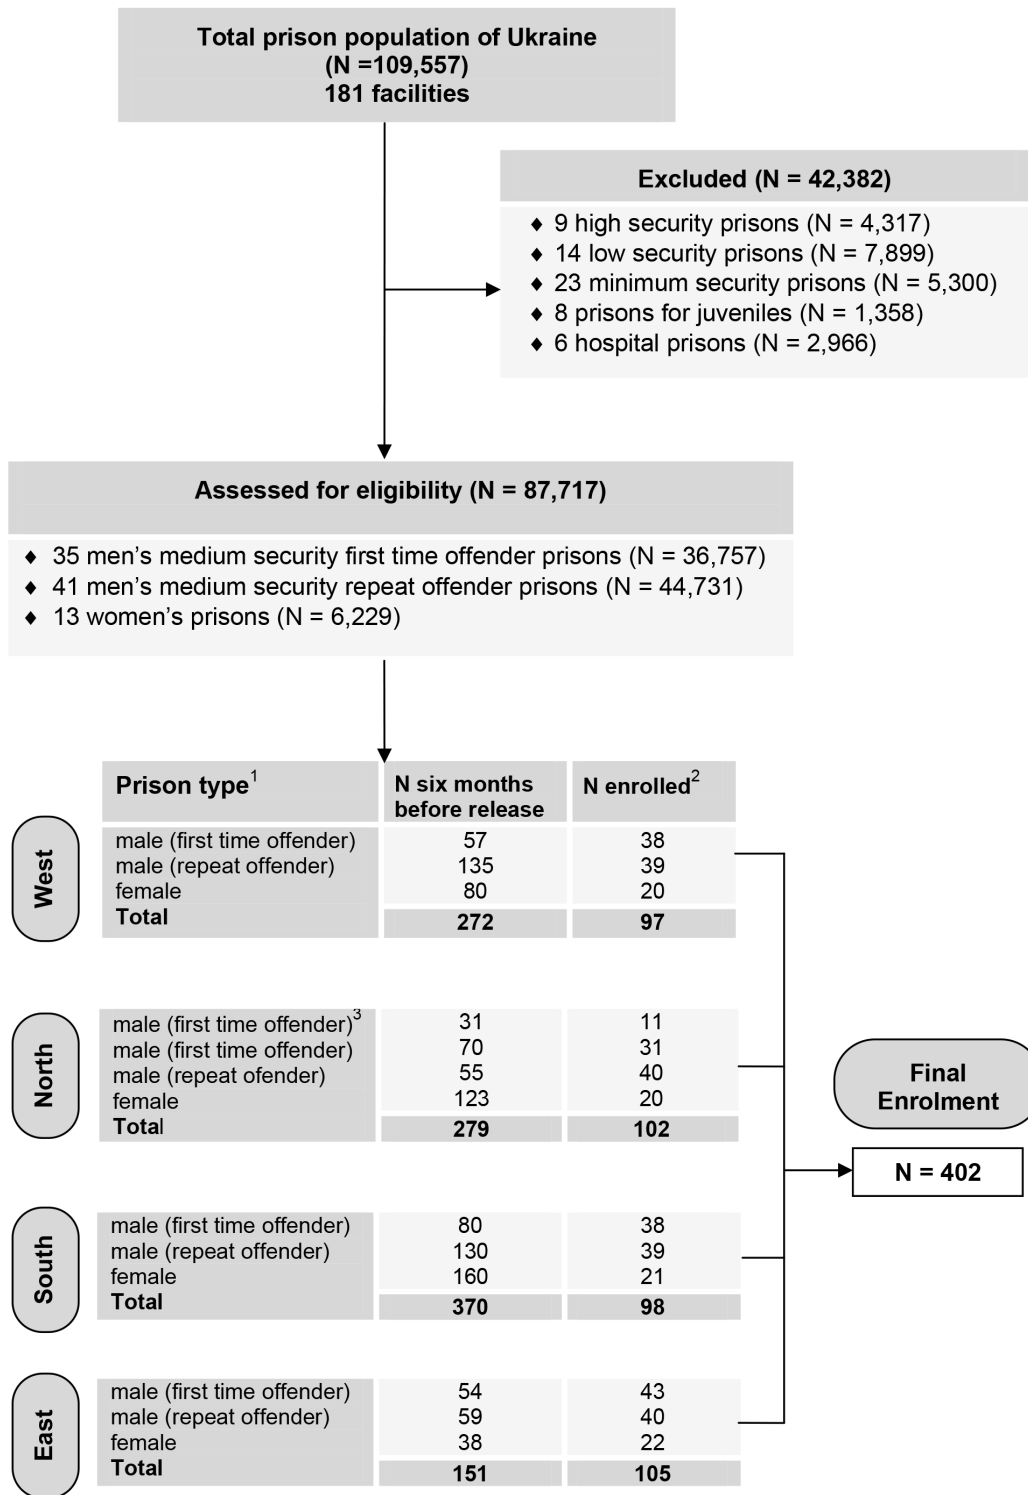 Total prison population of Ukraine
(N =109,557)
181 facilities
Excluded (N = 42,382)
♦ 9 high security prisons (N = 4,317)
♦ 14 low security prisons (N = 7,899)
♦ 23 minimum security prisons (N = 5,300)
♦ 8 prisons for juveniles (N = 1,358)
♦ 6 hospital prisons (N = 2,966)
Assessed for eligibility (N = 87,717)
♦ 35 men’s medium security first time offender prisons (N = 36,757)
♦ 41 men’s medium security repeat offender prisons (N = 44,731)
♦ 13 women’s prisons (N = 6,229)
Prison type1 N six months before release N enrolled2
West
male (first time offender) 57 38
male (repeat offender) 135 39
female 80 20
Total 272 97
North
male (first time offender)3 31 11
male (first time offender) 70 31
male (repeat ofender) 55 40
female 123 20
Total 279 102
Final
Enrolment
N = 402
South
male (first time offender) 80 38
male (repeat offender) 130 39
female 160 21
Total 370 98
East
male (first time offender) 54 43
male (repeat offender) 59 40
female 38 22
Total 151 105